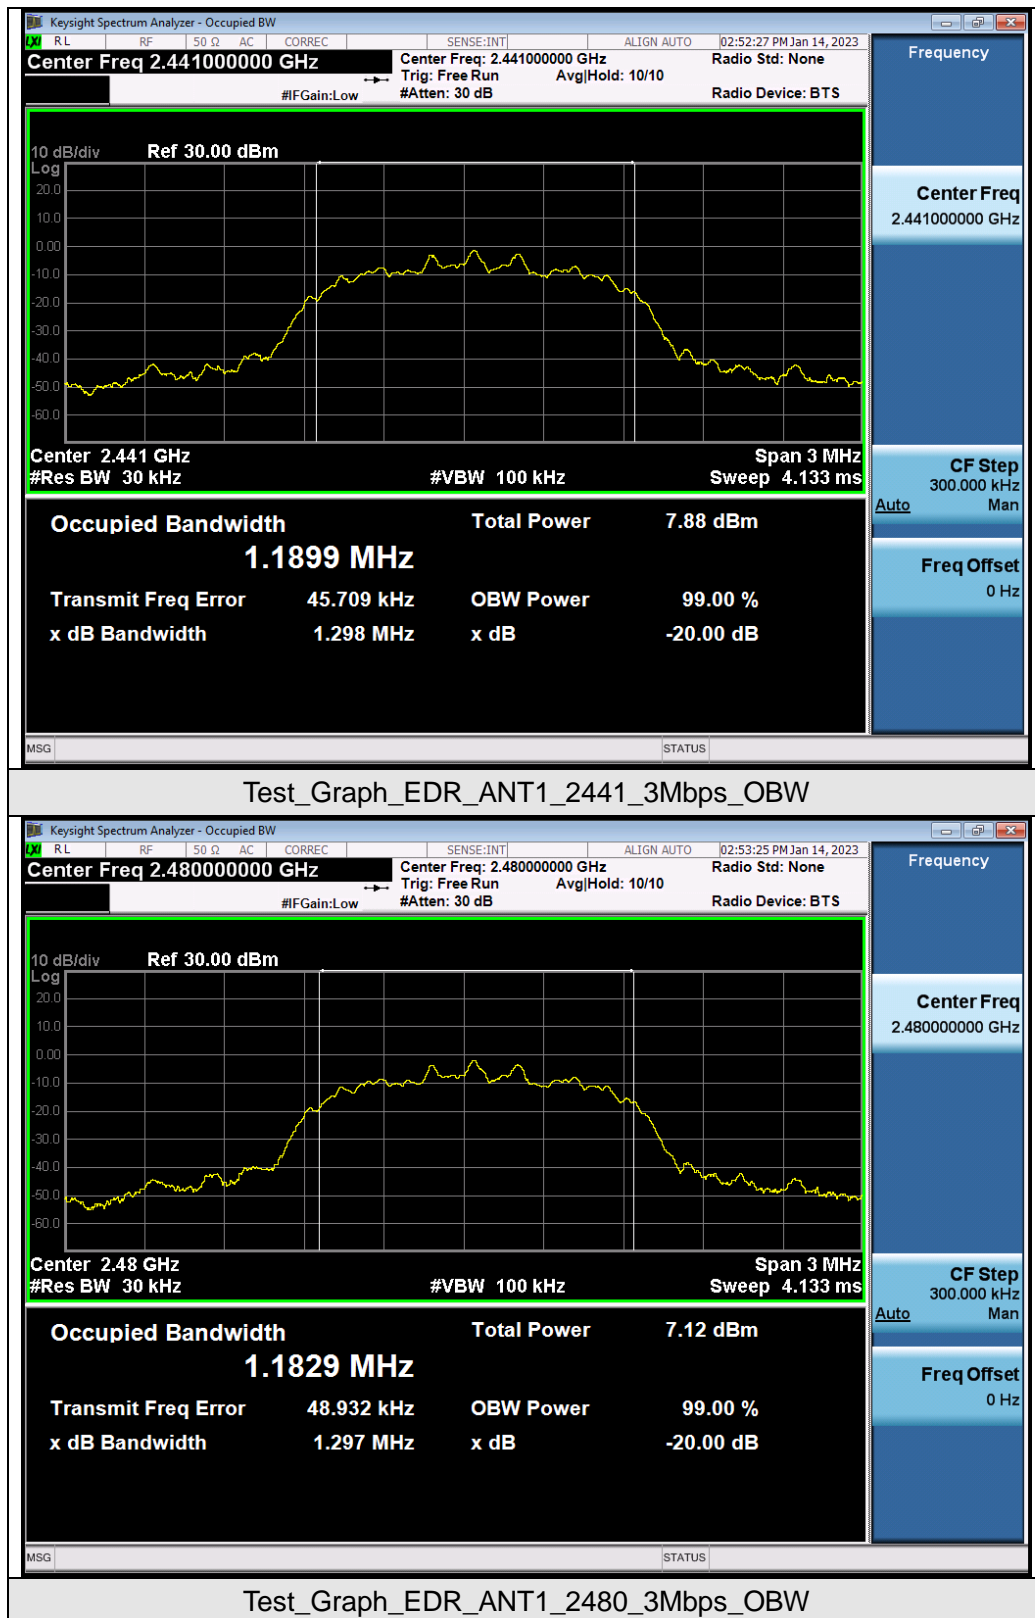 Keysight Spectrum Analyzer - Occupied BW
LXI RL RF 50 Ω AC CORREC SENSE:INT ALIGN AUTO 02:52:27 PM Jan 14, 2023
Center Freq 2.441000000 GHz
Center Freq: 2.441000000 GHz
Radio Std: None
Trig: Free Run Avg|Hold: 10/10
#IFGain:Low
#Atten: 30 dB
Radio Device: BTS
Frequency
10 dB/div Ref 30.00 dBm
Log
20.0
10.0
0.00
-10.0
-20.0
-30.0
-40.0
-50.0
-60.0
Center Freq
2.441000000 GHz
Center 2.441 GHz Span 3 MHz
#Res BW 30 kHz #VBW 100 kHz Sweep 4.133 ms
CF Step
300.000 kHz
Auto Man
Occupied Bandwidth Total Power 7.88 dBm
1.1899 MHz
Transmit Freq Error 45.709 kHz OBW Power 99.00 %
x dB Bandwidth 1.298 MHz x dB -20.00 dB
Freq Offset
0 Hz
MSG STATUS
Test_Graph_EDR_ANT1_2441_3Mbps_OBW
Keysight Spectrum Analyzer - Occupied BW
LXI RL RF 50 Ω AC CORREC SENSE:INT ALIGN AUTO 02:53:25 PM Jan 14, 2023
Center Freq 2.480000000 GHz
Center Freq: 2.480000000 GHz
Radio Std: None
Trig: Free Run Avg|Hold: 10/10
#IFGain:Low
#Atten: 30 dB
Radio Device: BTS
Frequency
10 dB/div Ref 30.00 dBm
Log
20.0
10.0
0.00
-10.0
-20.0
-30.0
-40.0
-50.0
-60.0
Center Freq
2.480000000 GHz
Center 2.48 GHz Span 3 MHz
#Res BW 30 kHz #VBW 100 kHz Sweep 4.133 ms
CF Step
300.000 kHz
Auto Man
Occupied Bandwidth Total Power 7.12 dBm
1.1829 MHz
Transmit Freq Error 48.932 kHz OBW Power 99.00 %
x dB Bandwidth 1.297 MHz x dB -20.00 dB
Freq Offset
0 Hz
MSG STATUS
Test_Graph_EDR_ANT1_2480_3Mbps_OBW